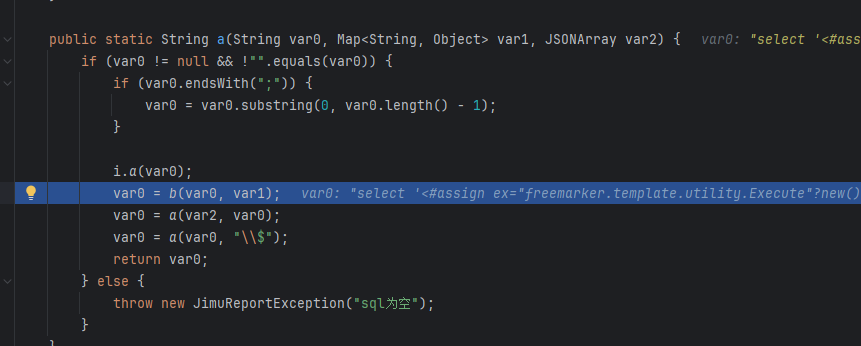 public static String a(String var0, Map<String, Object> var1, JSONArray var2) {   var0: "select '<#ass
if (var0 != null && !"".equals(var0)) {
if (var0.endsWith(";")) {
var0 = var0.substring(0, var0.length() - 1);
}
i.a(var0);
var0 = b(var0, var1);   var0: "select '<#assign ex="freemarker.template.utility.Execute"?new()
var0 = a(var2, var0);
var0 = a(var0, "\\$");
return var0;
} else {
throw new JimuReportException("sql为空");
}